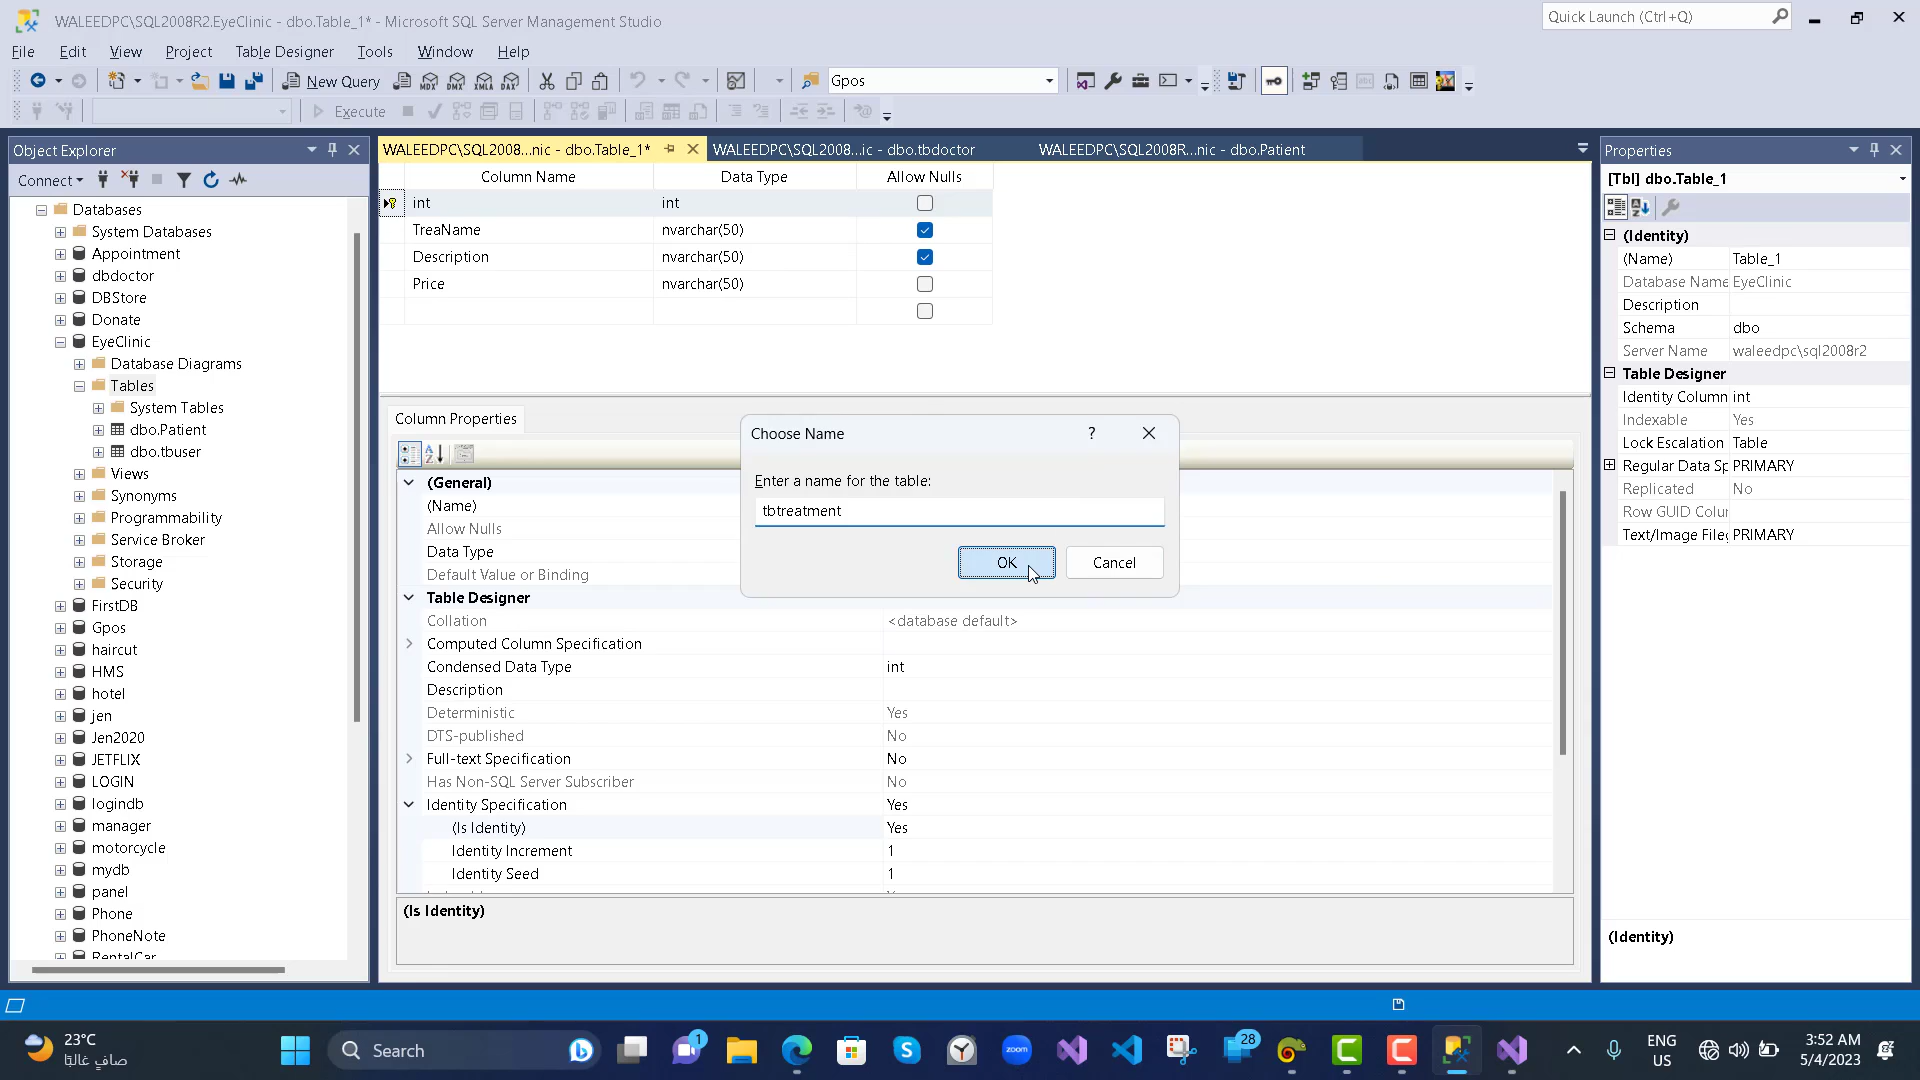 WALEEDPC\SQL2008R2.EyeClinic - dbo.Table_1* - Microsoft SQL Server Management Studio
Quick Launch (Ctrl+Q)
File Edit View Project Table Designer Tools Window Help
New Query
MDX DMX XMLA DAX
Gpos
Execute
Object Explorer
WALEEDPC\SQL2008...nic - dbo.Table_1*
WALEEDPC\SQL2008...ic - dbo.tbdoctor
WALEEDPC\SQL2008R...nic - dbo.Patient
Properties
Connect
Databases
System Databases
Appointment
dbdoctor
DBStore
Donate
EyeClinic
Database Diagrams
Tables
System Tables
dbo.Patient
dbo.tbuser
Views
Synonyms
Programmability
Service Broker
Storage
Security
FirstDB
Gpos
haircut
HMS
hotel
jen
Jen2020
JETFLIX
LOGIN
logindb
manager
motorcycle
mydb
panel
Phone
PhoneNote
RentalCar
Column Name Data Type Allow Nulls
int int
TreaName nvarchar(50)
Description nvarchar(50)
Price nvarchar(50)
Column Properties
(General)
(Name)
Allow Nulls
Data Type
Default Value or Binding
Table Designer
Collation <database default>
Computed Column Specification
Condensed Data Type int
Description
Deterministic Yes
DTS-published No
Full-text Specification No
Has Non-SQL Server Subscriber No
Identity Specification Yes
(Is Identity) Yes
Identity Increment 1
Identity Seed 1
(Is Identity)
Choose Name
?
Enter a name for the table:
tbtreatment
OK Cancel
[Tbl] dbo.Table_1
(Identity)
(Name) Table_1
Database Name EyeClinic
Description
Schema dbo
Server Name waleedpc\sql2008r2
Table Designer
Identity Column int
Indexable Yes
Lock Escalation Table
Regular Data Sp PRIMARY
Replicated No
Row GUID Colur
Text/Image File PRIMARY
(Identity)
23°C
صافٍ غالبًا
Search
1
zoom
28
ENG
US
3:52 AM
5/4/2023